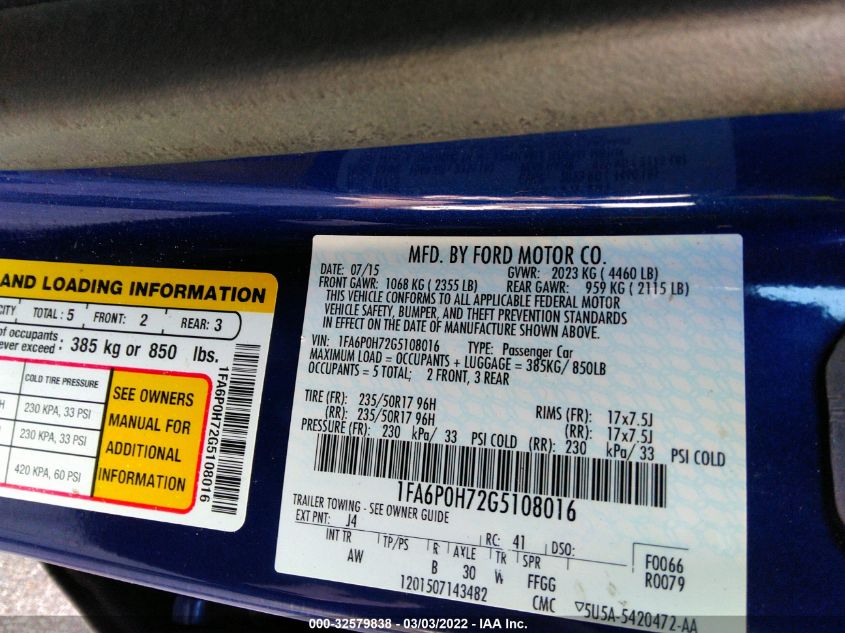 AND LOADING INFORMATION
CITY TOTAL: 5 FRONT: 2 REAR: 3
of occupants
ever exceed: 385 kg or 850 lbs.
COLD TIRE PRESSURE
230 KPA, 33 PSI
230 KPA, 33 PSI
420 KPA, 60 PSI
SEE OWNERS
MANUAL FOR
ADDITIONAL
INFORMATION
1FA6P0H72G5108016
MFD. BY FORD MOTOR CO.
DATE: 07/15 GVWR: 2023 KG ( 4460 LB)
FRONT GAWR: 1068 KG ( 2355 LB) REAR GAWR: 959 KG ( 2115 LB)
THIS VEHICLE CONFORMS TO ALL APPLICABLE FEDERAL MOTOR
VEHICLE SAFETY, BUMPER, AND THEFT PREVENTION STANDARDS
IN EFFECT ON THE DATE OF MANUFACTURE SHOWN ABOVE.
VIN: 1FA6P0H72G5108016 TYPE: Passenger Car
MAXIMUM LOAD = OCCUPANTS + LUGGAGE = 385KG/ 850LB
OCCUPANTS = 5 TOTAL; 2 FRONT, 3 REAR
TIRE (FR): 235/50R17 96H RIMS (FR): 17x7.5J
(RR): 235/50R17 96H (RR): 17x7.5J
PRESSURE (FR): 230 kPa/ 33 PSI COLD (RR): 230 kPa/33 PSI COLD
1FA6P0H72G5108016
TRAILER TOWING - SEE OWNER GUIDE
EXT PNT: J4 RC: 41 DSO: F0066
INT TR TP/PS R AXLE TR SPR R0079
AW B 30 W FFGG
1201507143482 CMC ▽5U5A-5420472-AA
000-32579838 - 03/03/2022 - IAA Inc.